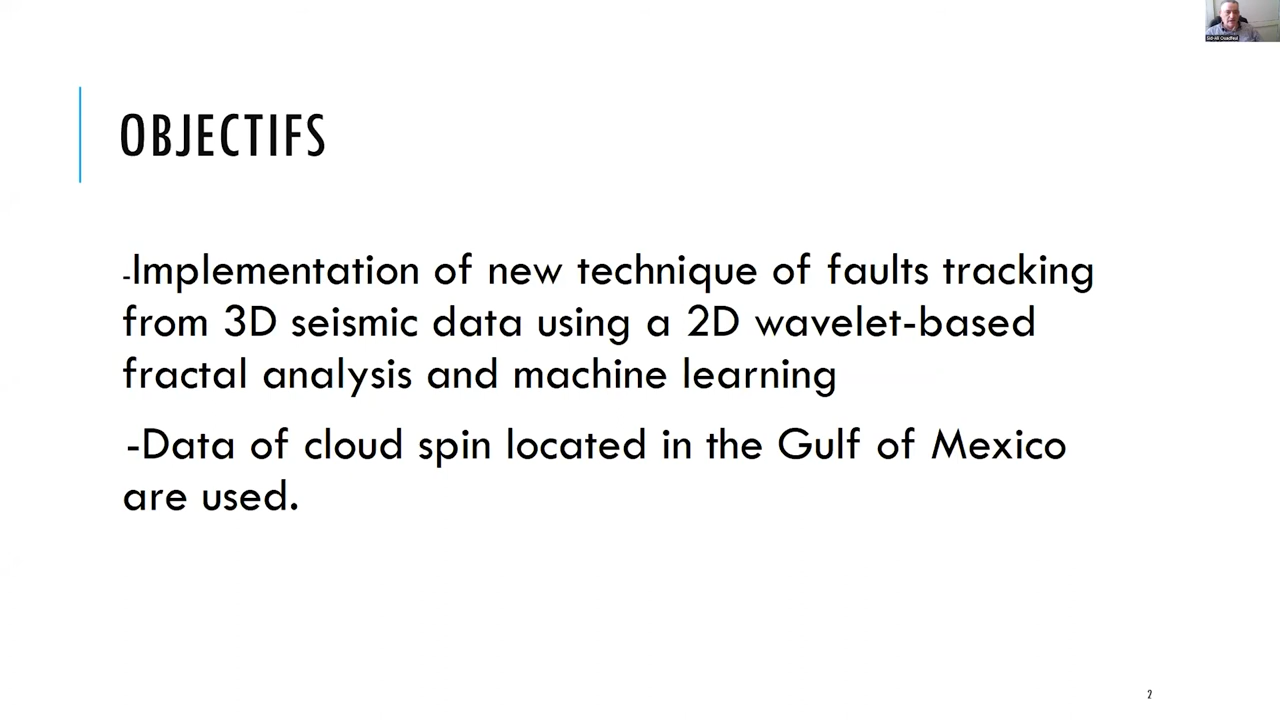 OBJECTIFS
-Implementation of new technique of faults tracking
from 3D seismic data using a 2D wavelet-based
fractal analysis and machine learning
-Data of cloud spin located in the Gulf of Mexico
are used.
2